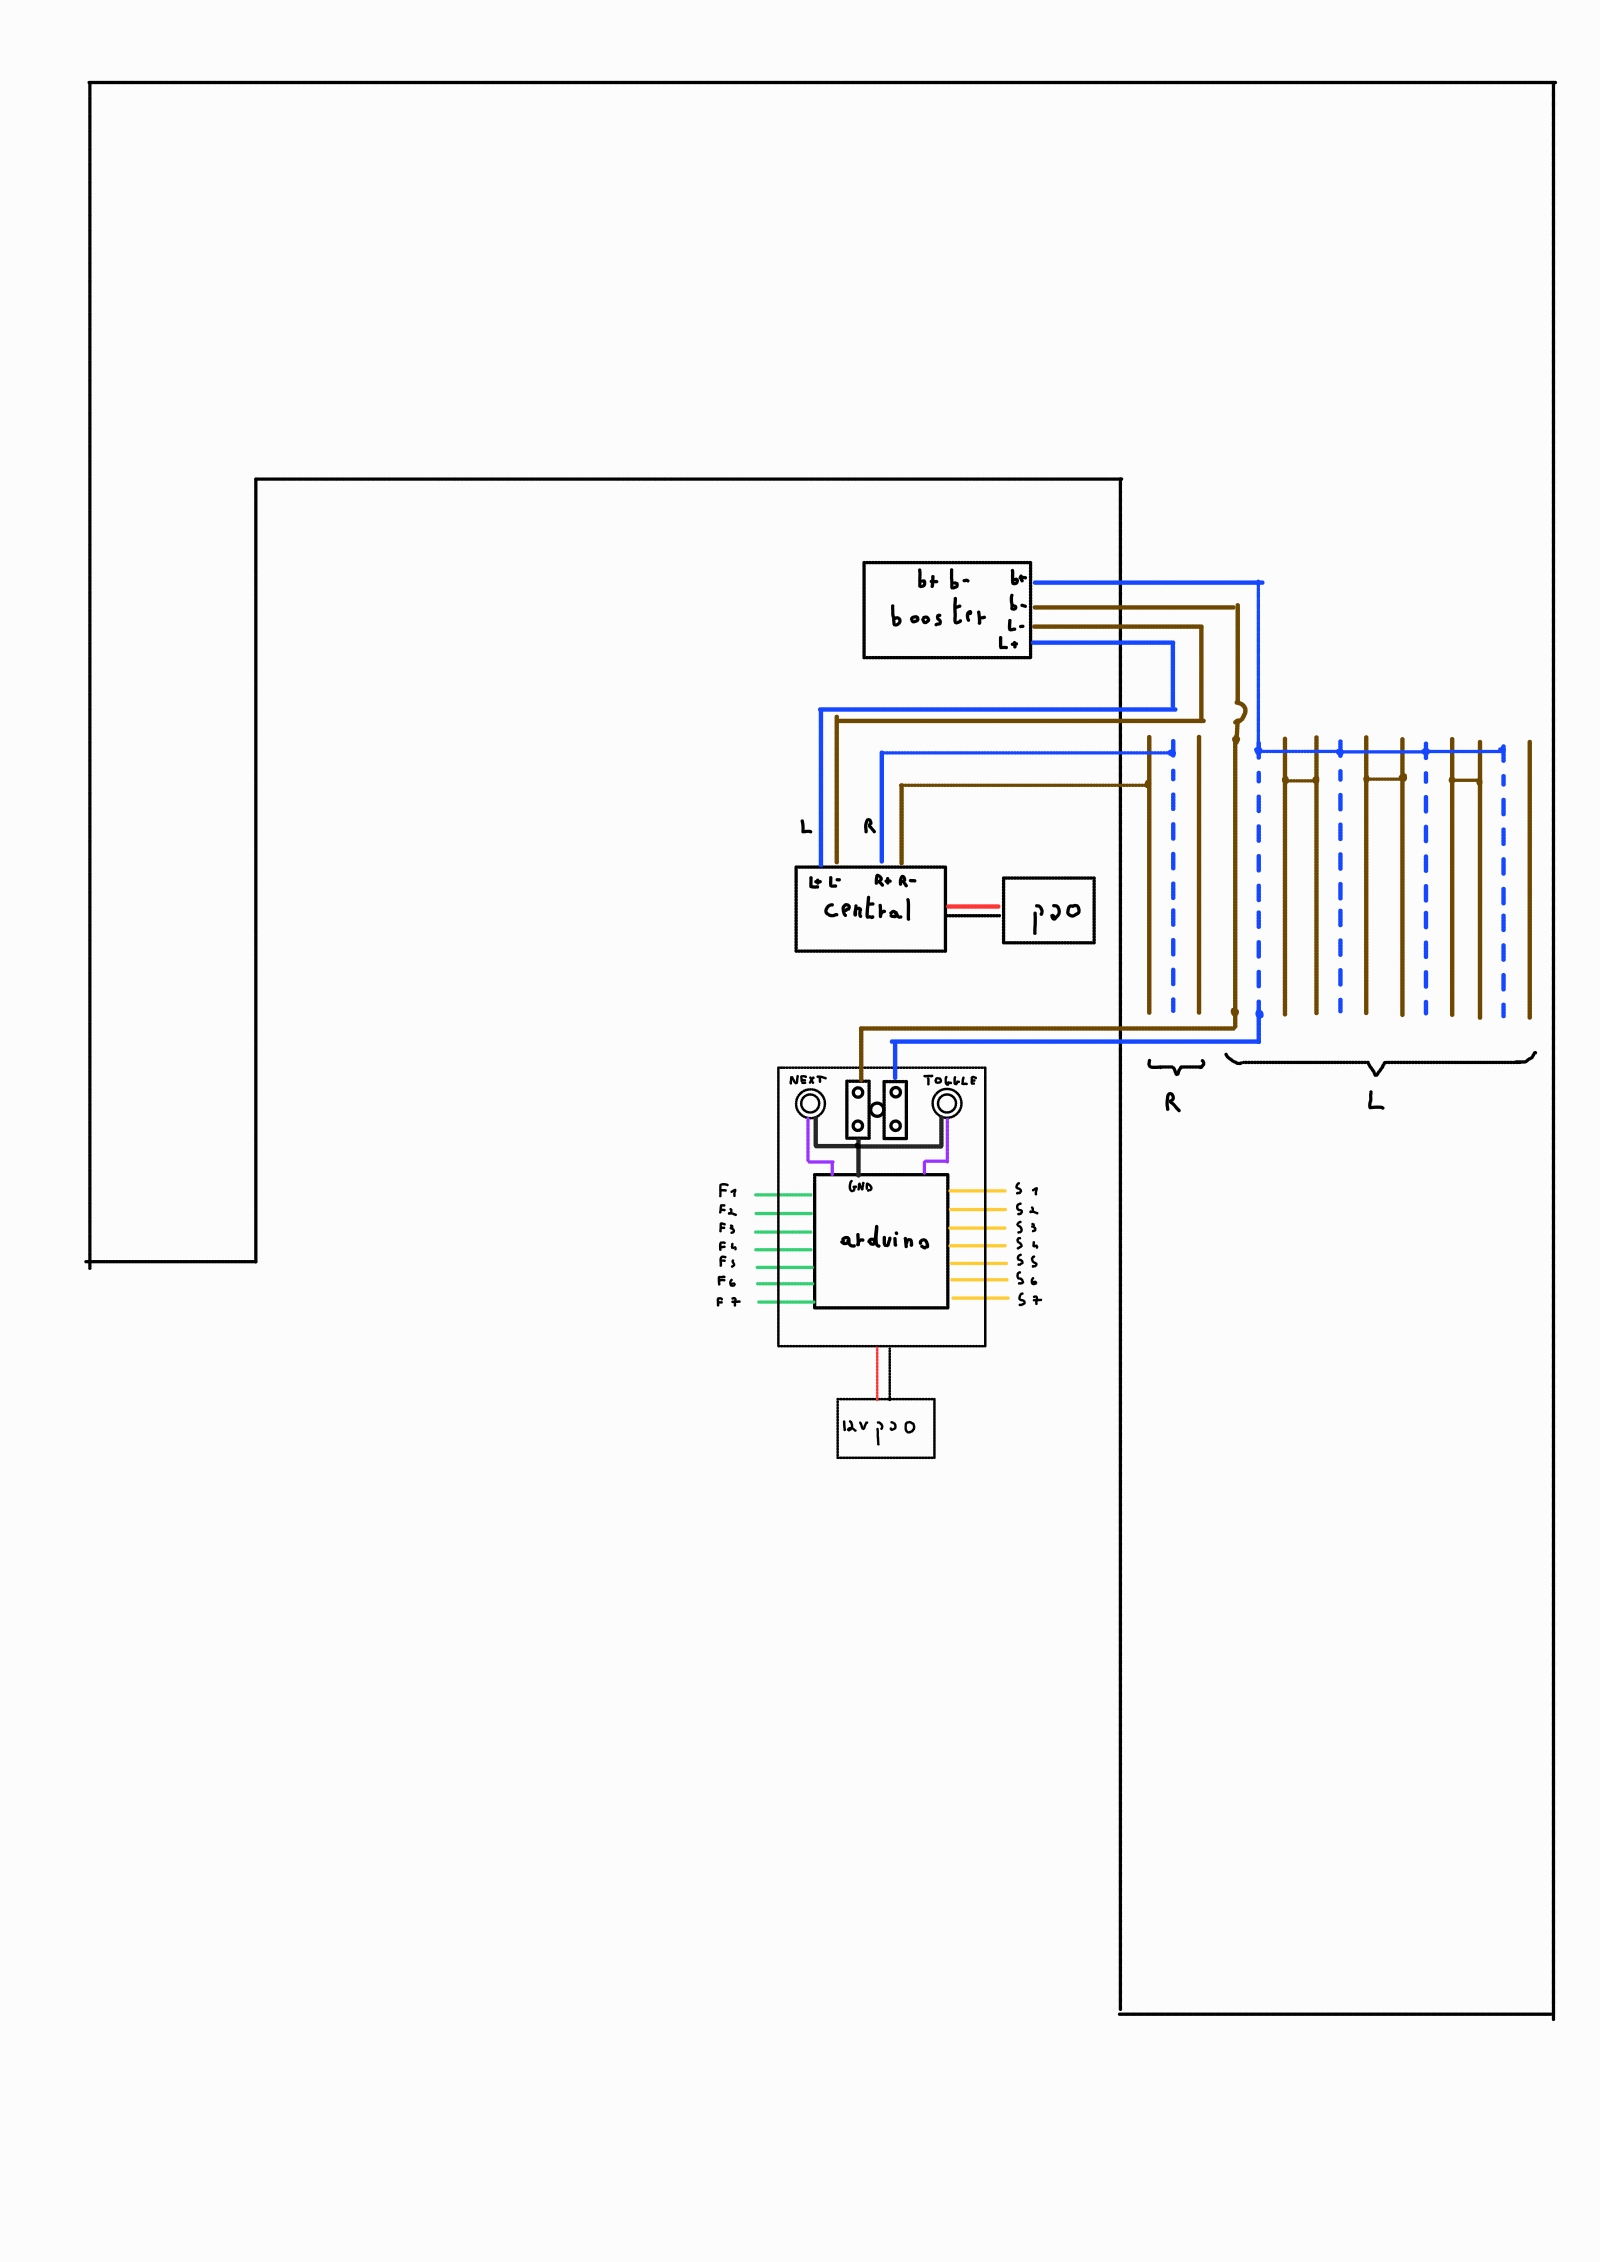 b+ b- b+
booster b-
L-
L+
L R
L+ L- R+ R-
central
ספק
NEXT TOGGLE
R L
GND
arduino
F1 S1
F2 S2
F3 S3
F4 S4
F5 S5
F6 S6
F7 S7
12V ספק